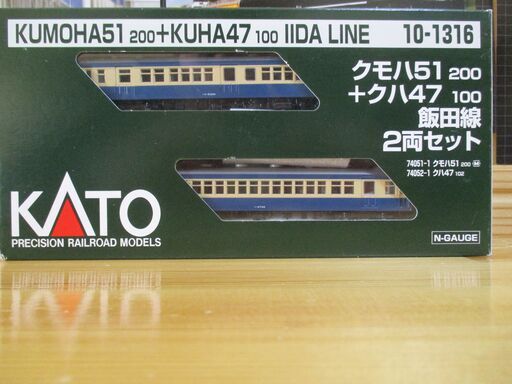 KUMOHA51 200+KUHA47 100 IIDA LINE 10-1316
クモハ51 200
+クハ47 100
飯田線
2両セット
74051-1 クモハ51 200 M
74052-1 クハ47 102
KATO
PRECISION RAILROAD MODELS
N-GAUGE